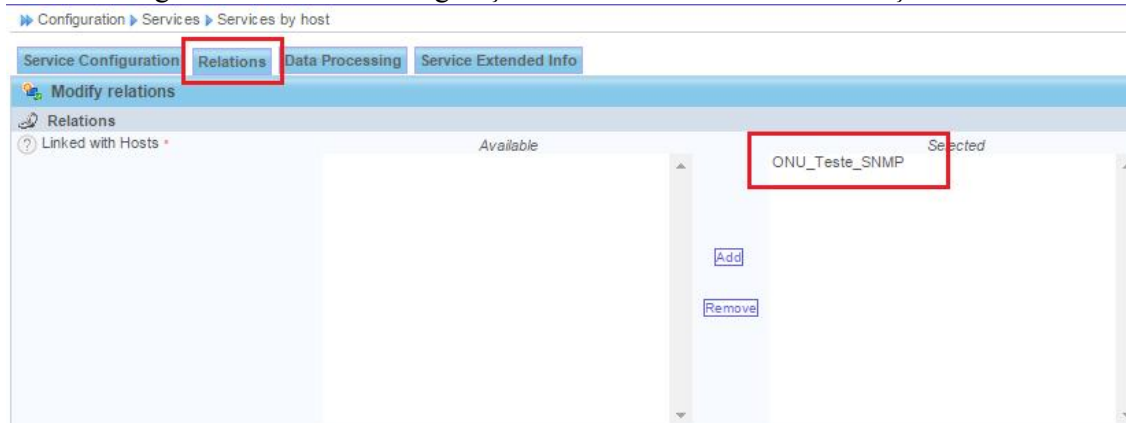 Configuration Services Services by host
Service Configuration Relations Data Processing Service Extended Info
Modify relations
Relations
? Linked with Hosts *
Available
Selected
ONU_Teste_SNMP
Add
Remove